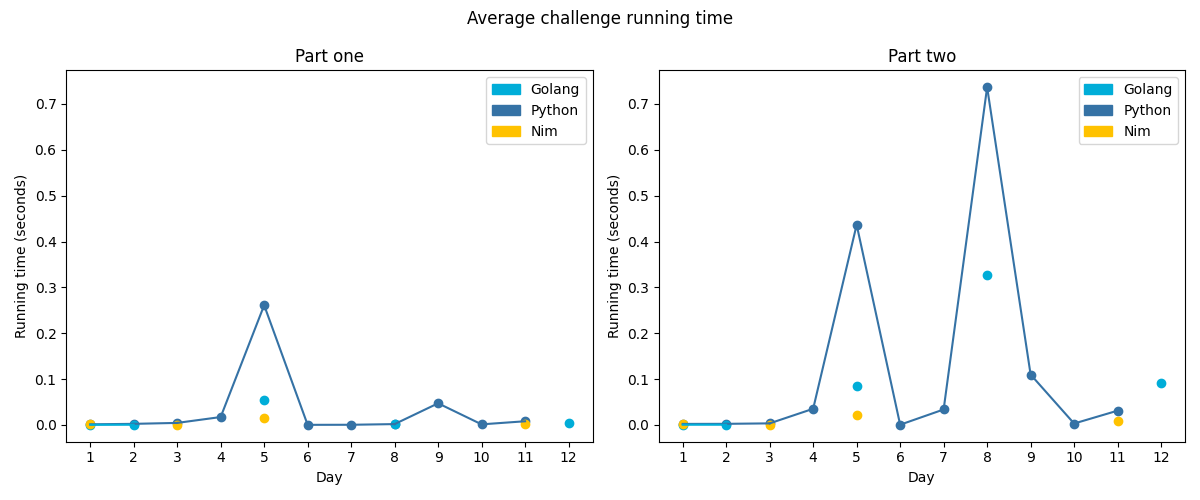 Average challenge running time
Part one
Running time (seconds)
0.7
0.6
0.5
0.4
0.3
0.2
0.1
0.0
Golang
Python
Nim
1 2 3 4 5 6 7 8 9 10 11 12
Day
Part two
Running time (seconds)
0.7
0.6
0.5
0.4
0.3
0.2
0.1
0.0
Golang
Python
Nim
1 2 3 4 5 6 7 8 9 10 11 12
Day